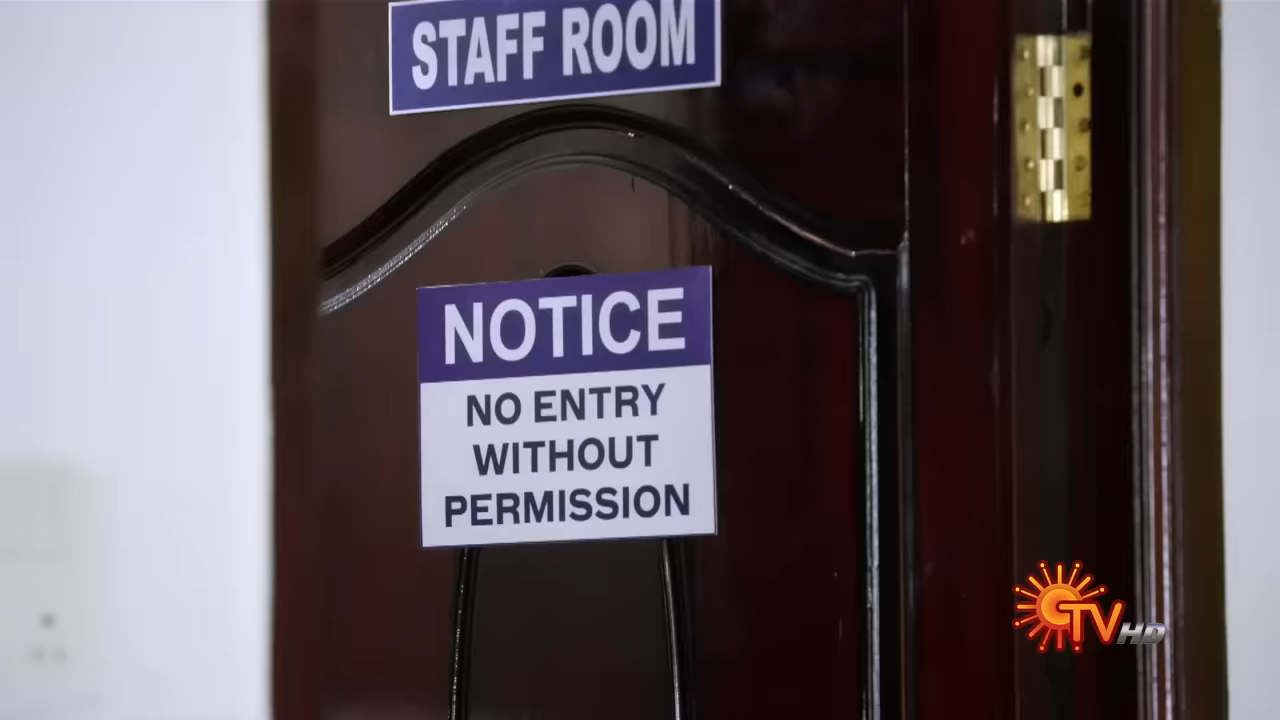 STAFF ROOM
NOTICE
NO ENTRY
WITHOUT
PERMISSION
TV HD